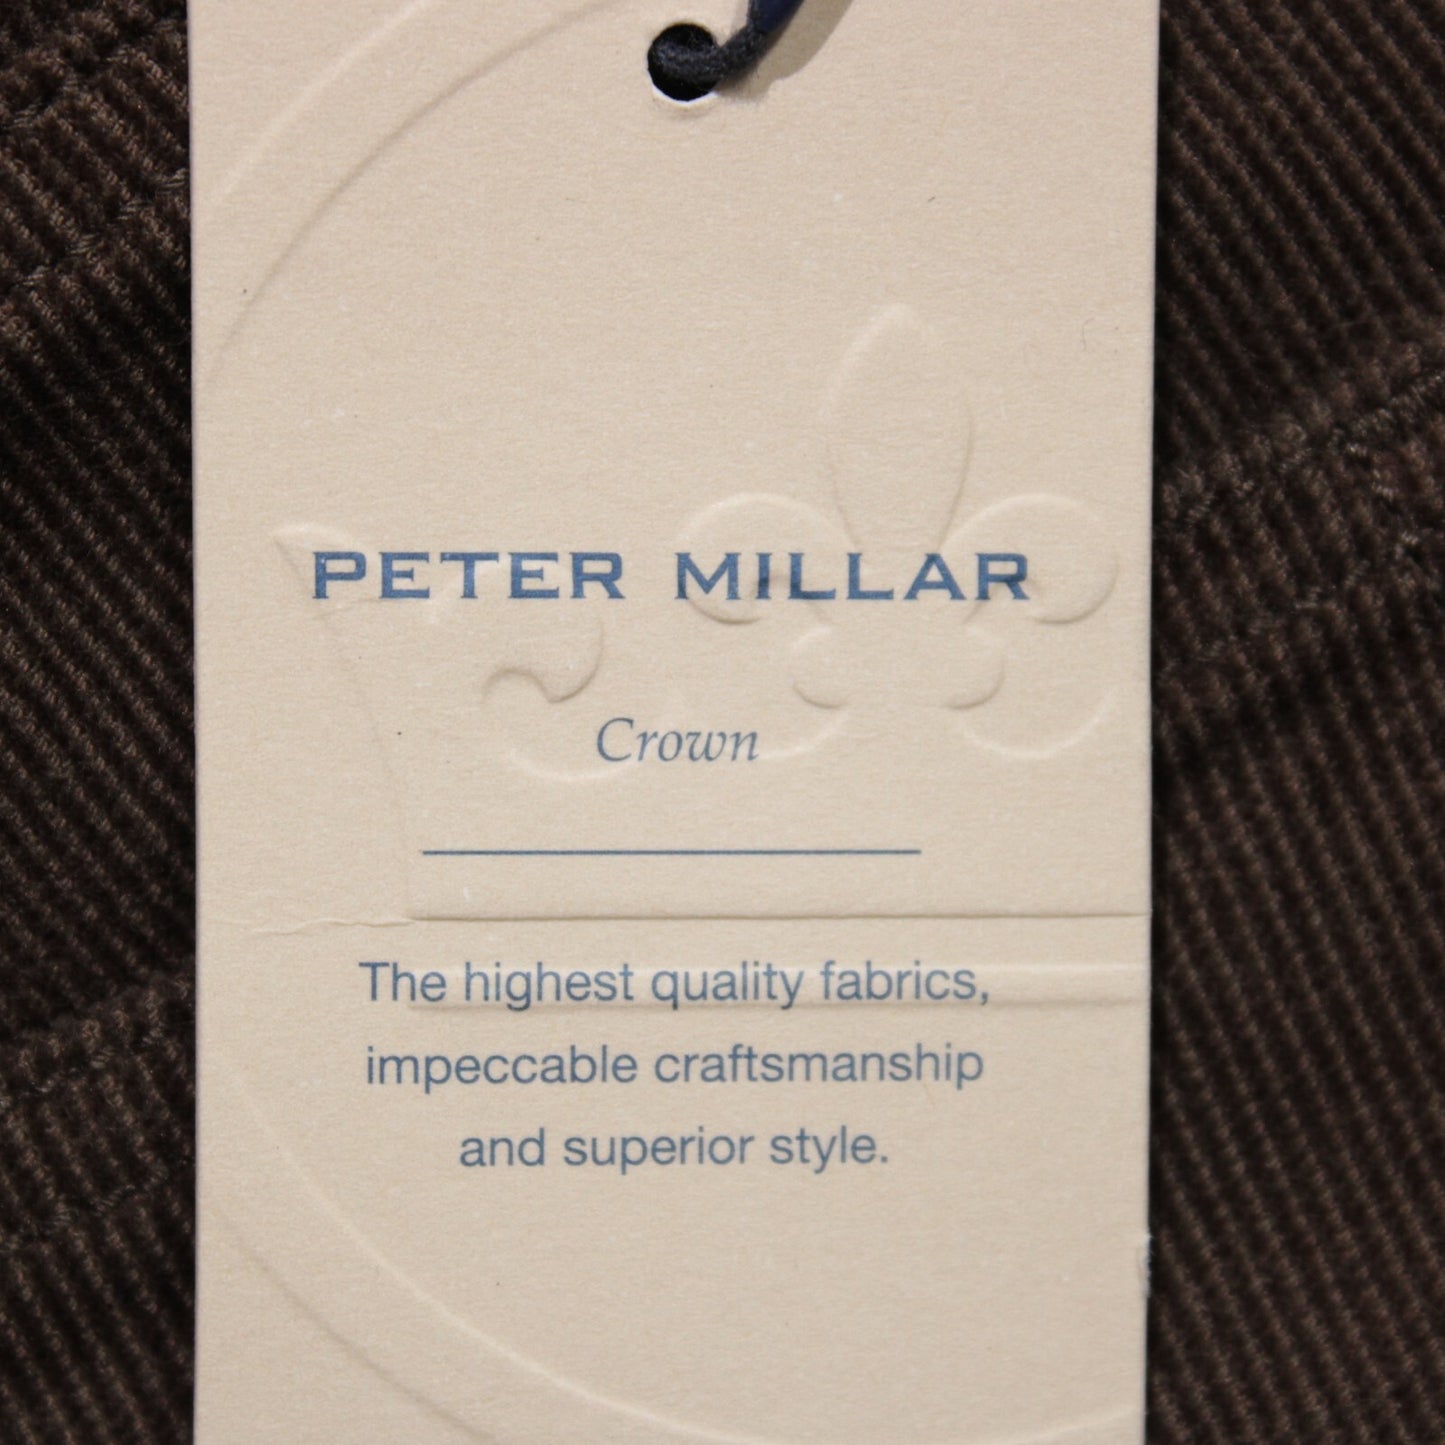 PETER MILLAR
Crown
The highest quality fabrics,
impeccable craftsmanship
and superior style.